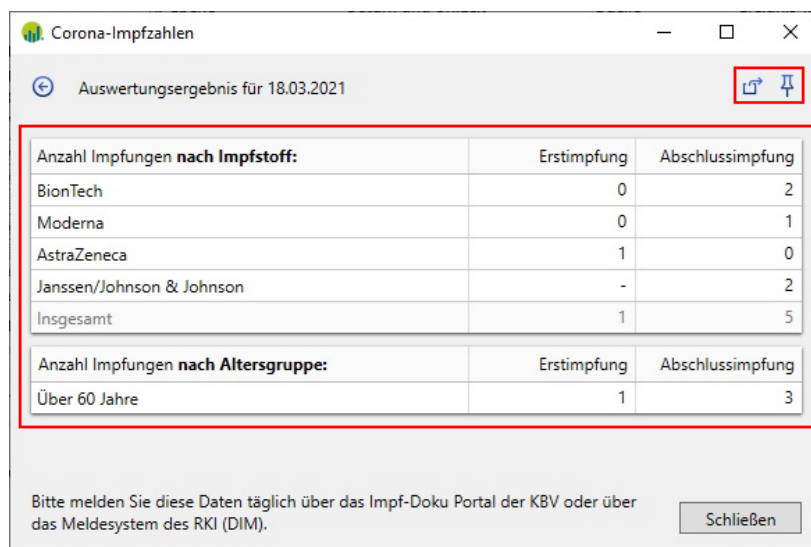 Corona-Impfzahlen
Auswertungsergebnis für 18.03.2021
Anzahl Impfungen nach Impfstoff: Erstimpfung Abschlussimpfung
BionTech 0 2
Moderna 0 1
AstraZeneca 1 0
Janssen/Johnson & Johnson - 2
Insgesamt 1 5
Anzahl Impfungen nach Altersgruppe: Erstimpfung Abschlussimpfung
Über 60 Jahre 1 3
Bitte melden Sie diese Daten täglich über das Impf-Doku Portal der KBV oder über
das Meldesystem des RKI (DIM).
Schließen